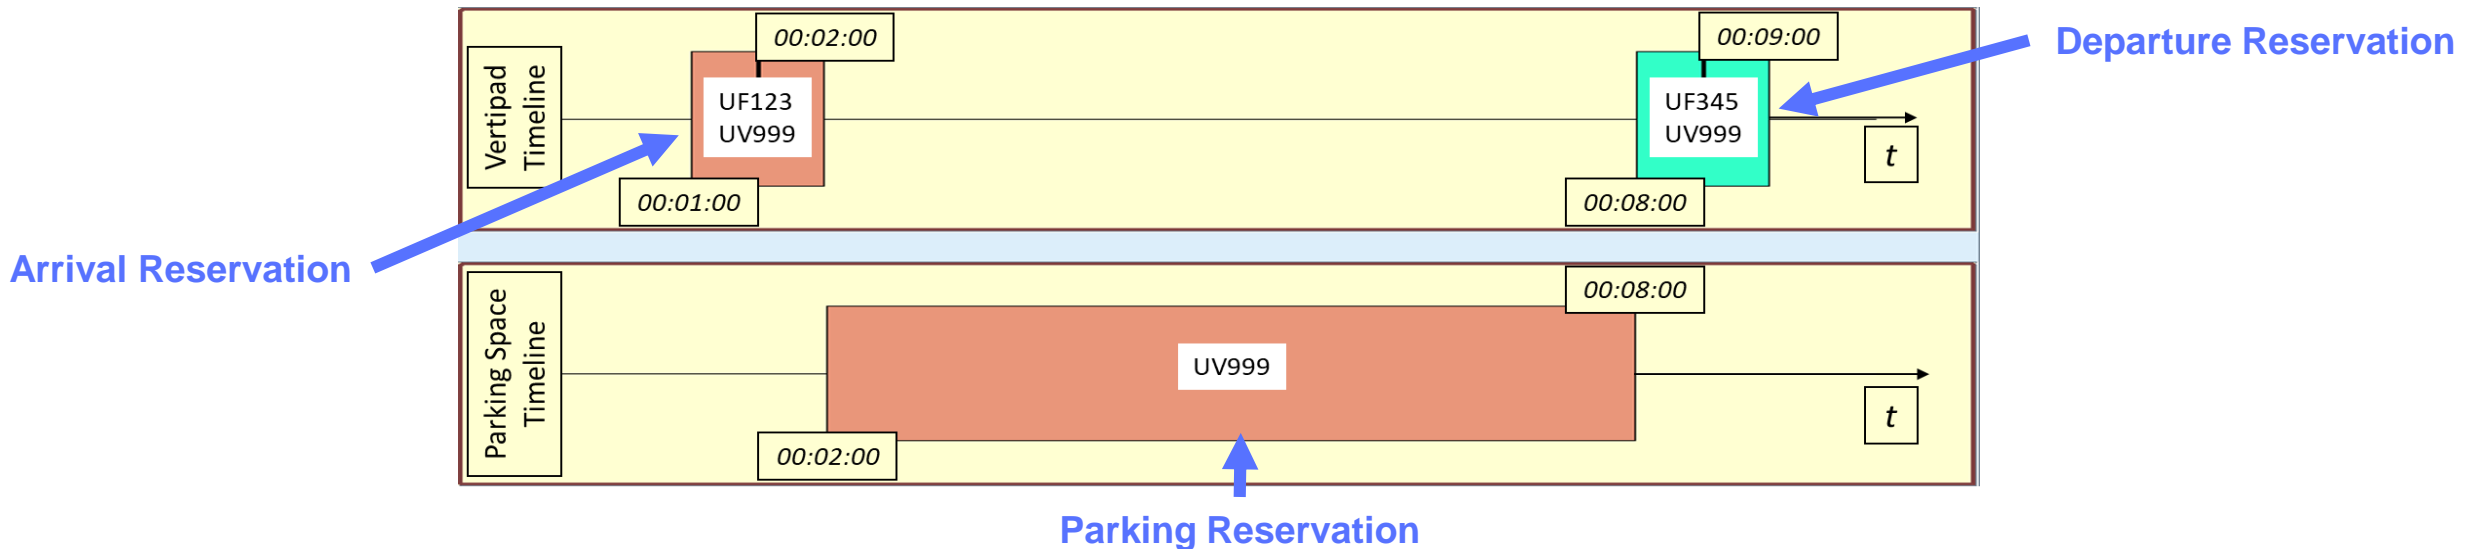 00:02:00
00:09:00
Departure Reservation
Vertipad
Timeline
UF123
UV999
UF345
UV999
t
00:01:00
00:08:00
Arrival Reservation
00:08:00
Parking Space
Timeline
UV999
t
00:02:00
Parking Reservation